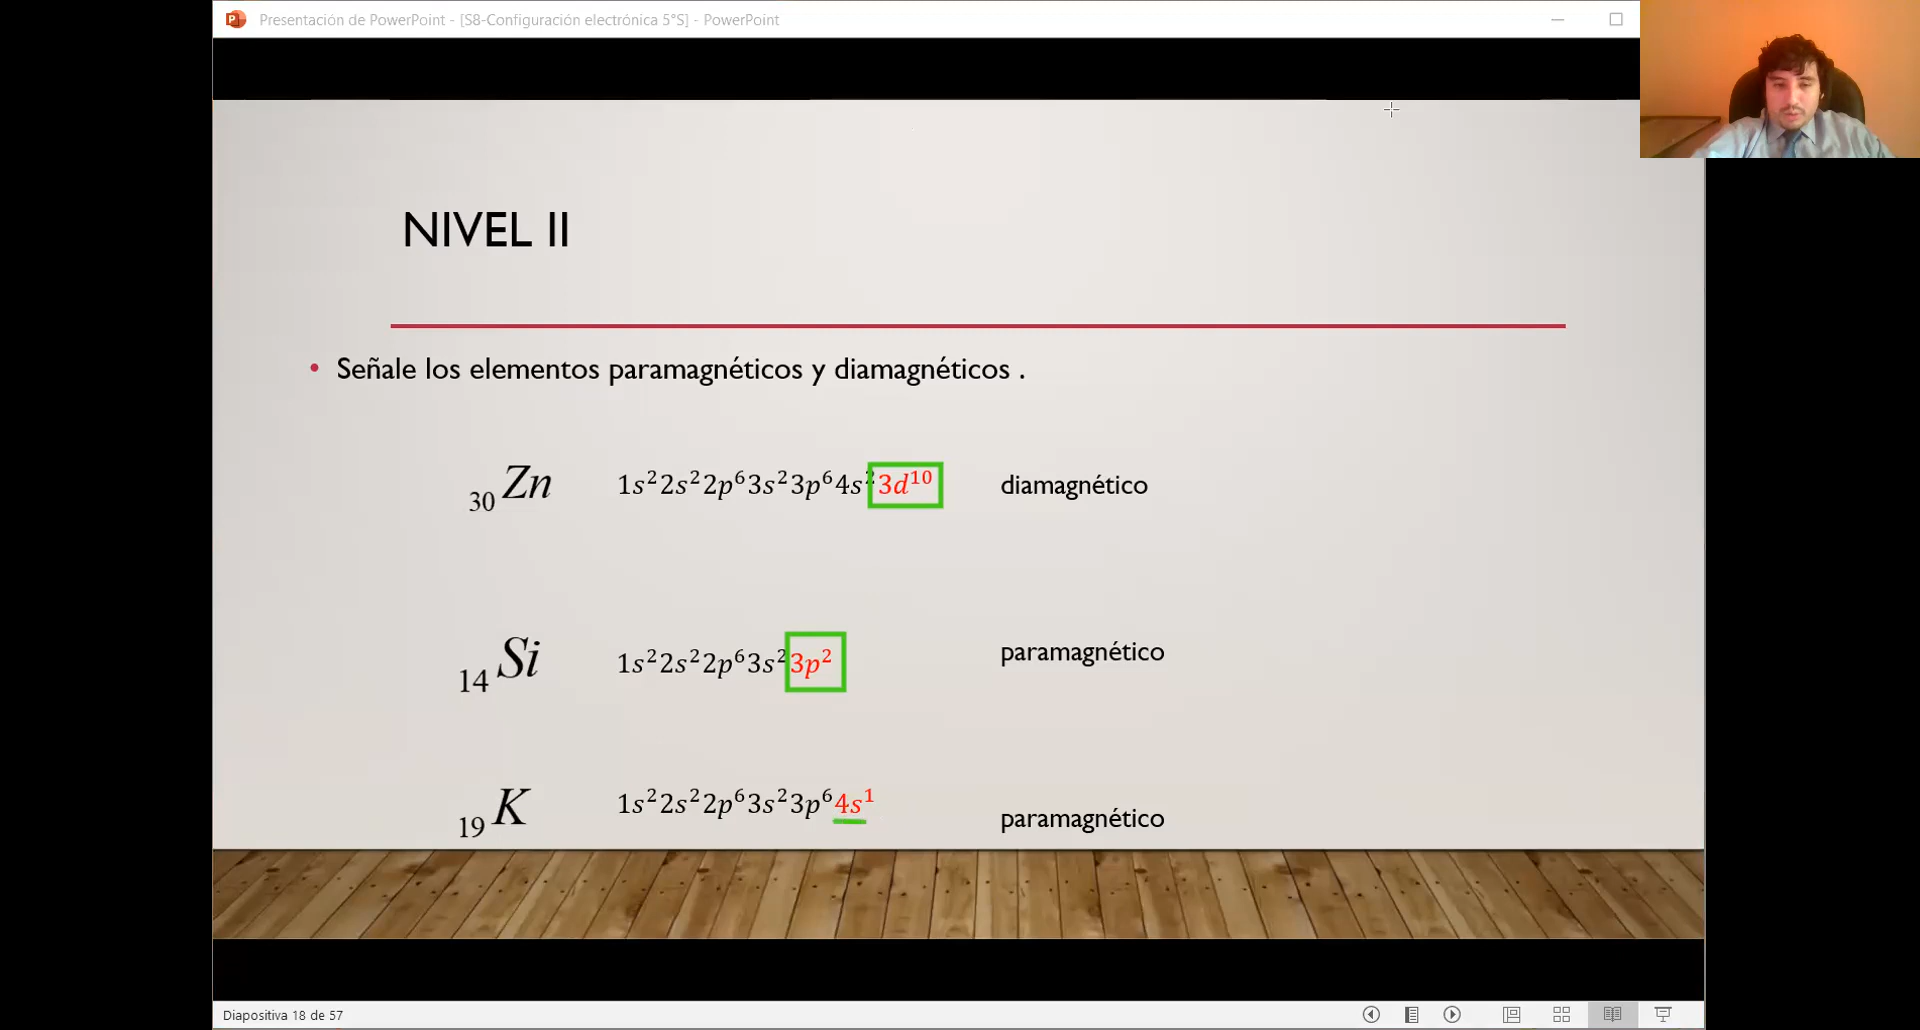 Presentación de PowerPoint - [S8-Configuración electrónica 5°S] - PowerPoint
NIVEL II
• Señale los elementos paramagnéticos y diamagnéticos .
₃₀Zn 1s²2s²2p⁶3s²3p⁶4s²3d¹⁰ diamagnético
₁₄Si 1s²2s²2p⁶3s²3p² paramagnético
₁₉K 1s²2s²2p⁶3s²3p⁶4s¹ paramagnético
Diapositiva 18 de 57